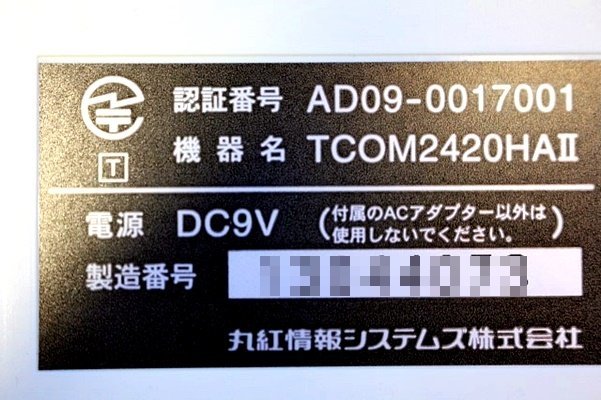 認証番号 AD09-0017001
T 機器名 TCOM2420HAII
電源 DC9V (付属のACアダプター以外は
使用しないでください。)
製造番号
丸紅情報システムズ株式会社